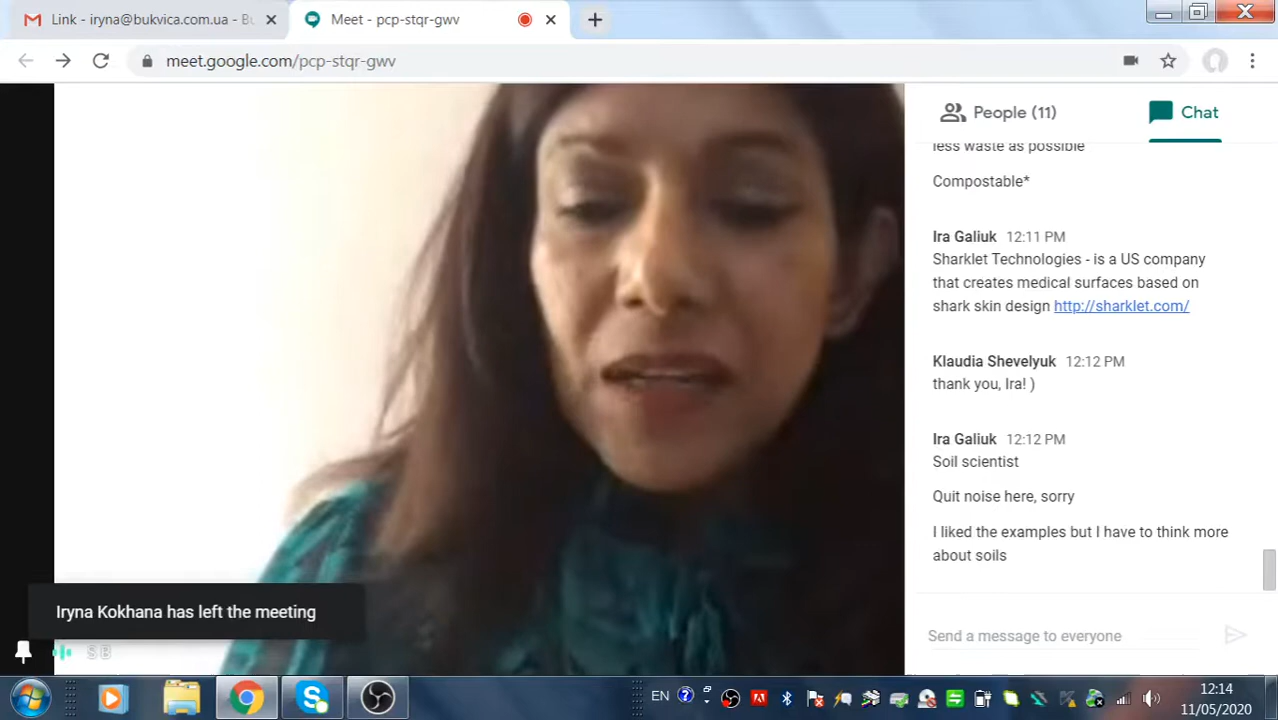 Link - iryna@bukvica.com.ua - Bu
Meet - pcp-stqr-gwv
meet.google.com/pcp-stqr-gwv
People (11)
Chat
less waste as possible
Compostable*
Ira Galiuk 12:11 PM
Sharklet Technologies - is a US company
that creates medical surfaces based on
shark skin design http://sharklet.com/
Klaudia Shevelyuk 12:12 PM
thank you, Ira! )
Ira Galiuk 12:12 PM
Soil scientist
Quit noise here, sorry
I liked the examples but I have to think more
about soils
Iryna Kokhana has left the meeting
S B
Send a message to everyone
EN
12:14
11/05/2020